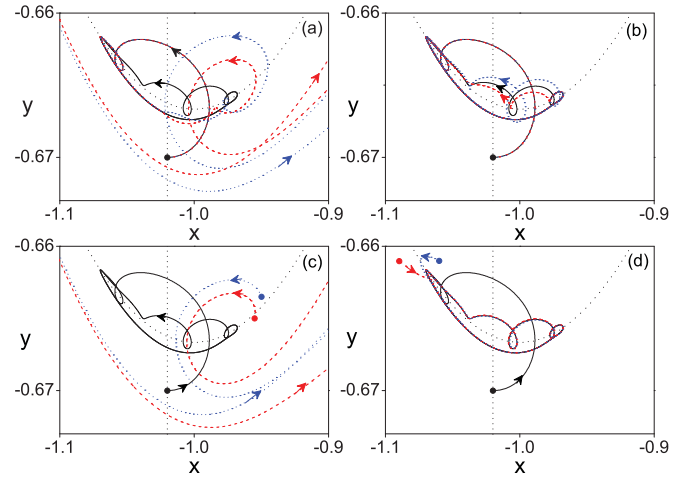 -0.66 (a) (b)
y y
-0.67 -0.67
-1.1 -1.0 -0.9 -1.1 -1.0 -0.9
x x
-0.66 (c) -0.66 (d)
y y
-0.67 -0.67
-1.1 -1.0 -0.9 -1.1 -1.0 -0.9
x x
-0.66